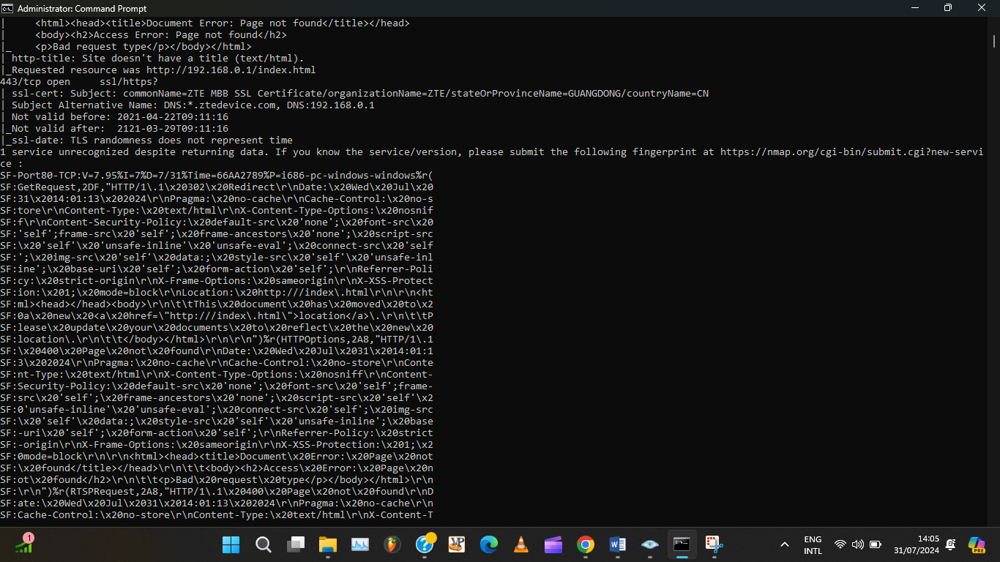 Administrator: Command Prompt
|     <html><head><title>Document Error: Page not found</title></head>
|     <body><h2>Access Error: Page not found</h2>
|_    <p>Bad request type</p></body></html>
| http-title: Site doesn't have a title (text/html).
|_Requested resource was http://192.168.0.1/index.html
443/tcp open     ssl/https?
| ssl-cert: Subject: commonName=ZTE MBB SSL Certificate/organizationName=ZTE/stateOrProvinceName=GUANGDONG/countryName=CN
| Subject Alternative Name: DNS:*.ztedevice.com, DNS:192.168.0.1
| Not valid before: 2021-04-22T09:11:16
|_Not valid after:  2121-03-29T09:11:16
|_ssl-date: TLS randomness does not represent time
1 service unrecognized despite returning data. If you know the service/version, please submit the following fingerprint at https://nmap.org/cgi-bin/submit.cgi?new-servi
ce :
SF-Port80-TCP:V=7.95%I=7%D=7/31%Time=66AA2789%P=i686-pc-windows-windows%r(
SF:GetRequest,2DF,"HTTP/1\.1\x20302\x20Redirect\r\nDate:\x20Wed\x20Jul\x20
SF:31\x2014:01:13\x202024\r\nPragma:\x20no-cache\r\nCache-Control:\x20no-s
SF:tore\r\nContent-Type:\x20text/html\r\nX-Content-Type-Options:\x20nosnif
SF:f\r\nContent-Security-Policy:\x20default-src\x20'none';\x20font-src\x20
SF:'self';frame-src\x20'self';\x20frame-ancestors\x20'none';\x20script-src
SF:\x20'self'\x20'unsafe-inline'\x20'unsafe-eval';\x20connect-src\x20'self
SF:';\x20img-src\x20'self'\x20data:;\x20style-src\x20'self'\x20'unsafe-inl
SF:ine';\x20base-uri\x20'self';\x20form-action\x20'self';\r\nReferrer-Poli
SF:cy:\x20strict-origin\r\nX-Frame-Options:\x20sameorigin\r\nX-XSS-Protect
SF:ion:\x201;\x20mode=block\r\nLocation:\x20http:///index\.html\r\n\r\n<ht
SF:ml><head></head><body>\r\n\t\tThis\x20document\x20has\x20moved\x20to\x2
SF:0a\x20new\x20<a\x20href=\"http:///index\.html\">location</a>\.\r\n\t\tP
SF:lease\x20update\x20your\x20documents\x20to\x20reflect\x20the\x20new\x20
SF:location\.\r\n\t\t</body></html>\r\n\r\n")%r(HTTPOptions,2A8,"HTTP/1\.1
SF:\x20400\x20Page\x20not\x20found\r\nDate:\x20Wed\x20Jul\x2031\x2014:01:1
SF:3\x202024\r\nPragma:\x20no-cache\r\nCache-Control:\x20no-store\r\nConte
SF:nt-Type:\x20text/html\r\nX-Content-Type-Options:\x20nosniff\r\nContent-
SF:Security-Policy:\x20default-src\x20'none';\x20font-src\x20'self';frame-
SF:src\x20'self';\x20frame-ancestors\x20'none';\x20script-src\x20'self'\x2
SF:0'unsafe-inline'\x20'unsafe-eval';\x20connect-src\x20'self';\x20img-src
SF:\x20'self'\x20data:;\x20style-src\x20'self'\x20'unsafe-inline';\x20base
SF:-uri\x20'self';\x20form-action\x20'self';\r\nReferrer-Policy:\x20strict
SF:-origin\r\nX-Frame-Options:\x20sameorigin\r\nX-XSS-Protection:\x201;\x2
SF:0mode=block\r\n\r\n<html><head><title>Document\x20Error:\x20Page\x20not
SF:\x20found</title></head>\r\n\t\t<body><h2>Access\x20Error:\x20Page\x20n
SF:ot\x20found</h2>\r\n\t\t<p>Bad\x20request\x20type</p></body></html>\r\n
SF:\r\n")%r(RTSPRequest,2A8,"HTTP/1\.1\x20400\x20Page\x20not\x20found\r\nD
SF:ate:\x20Wed\x20Jul\x2031\x2014:01:13\x202024\r\nPragma:\x20no-cache\r\n
SF:Cache-Control:\x20no-store\r\nContent-Type:\x20text/html\r\nX-Content-T
1
ENG
INTL
14:05
31/07/2024
PRE